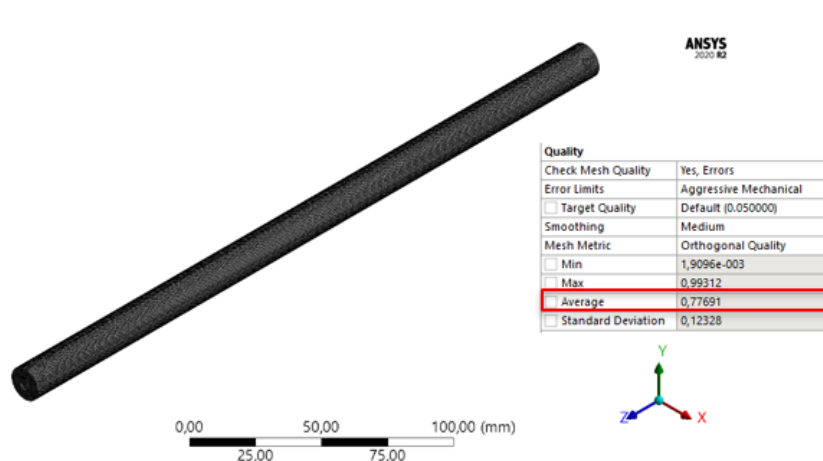 ANSYS
2020 R2
Quality
Check Mesh Quality Yes, Errors
Error Limits Aggressive Mechanical
Target Quality Default (0.050000)
Smoothing Medium
Mesh Metric Orthogonal Quality
Min 1,9096e-003
Max 0,99312
Average 0,77691
Standard Deviation 0,12328
Y
Z X
0,00 50,00 100,00 (mm)
25,00 75,00